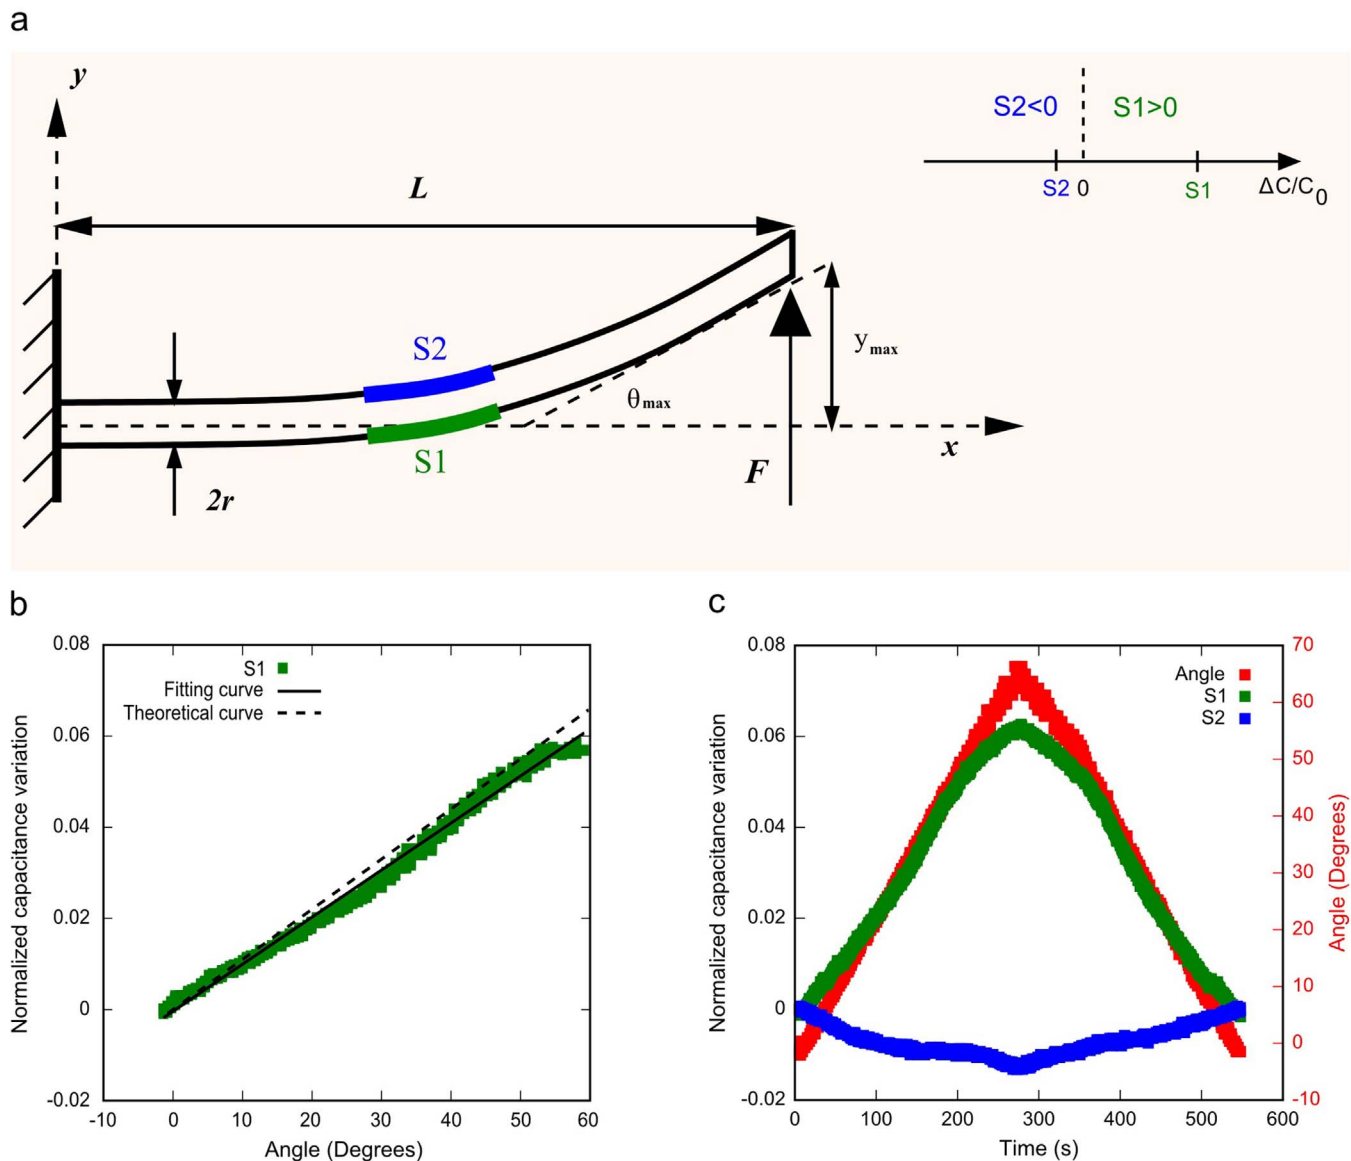 a
y
S2<0 S1>0
S2 0 S1 ΔC/C0
L
S2
ymax
θmax
x
S1
F
2r
b
c
0.08
0.06
0.04
0.02
0
-0.02
-10 0 10 20 30 40 50 60
Normalized capacitance variation
Angle (Degrees)
S1
Fitting curve
Theoretical curve
0.08
0.06
0.04
0.02
0
-0.02
0 100 200 300 400 500 600
Normalized capacitance variation
Time (s)
Angle
S1
S2
70
60
50
40
30
20
10
0
-10
Angle (Degrees)